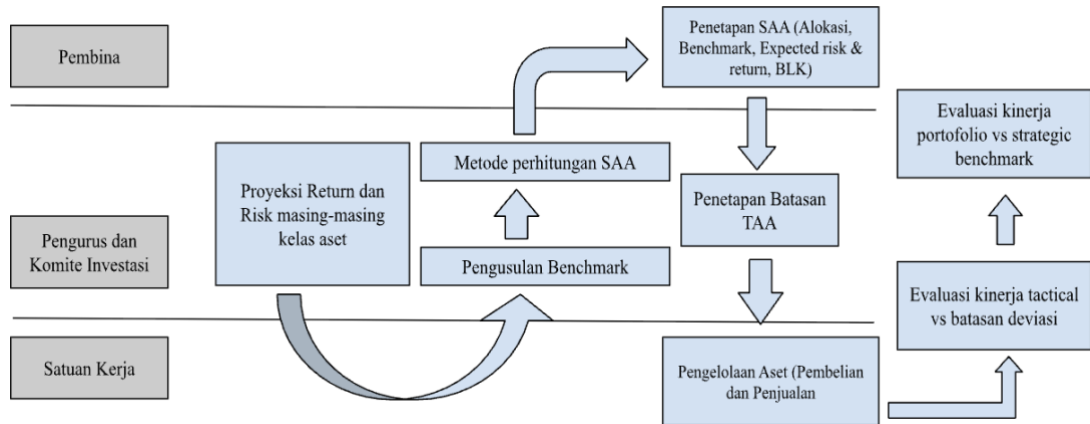 Pembina
Penetapan SAA (Alokasi,
Benchmark, Expected risk &
return, BLK)
Pengurus dan
Komite Investasi
Proyeksi Return dan
Risk masing-masing
kelas aset
Pengusulan Benchmark
Metode perhitungan SAA
Penetapan Batasan
TAA
Satuan Kerja
Pengelolaan Aset (Pembelian
dan Penjualan
Evaluasi kinerja tactical
vs batasan deviasi
Evaluasi kinerja
portofolio vs strategic
benchmark